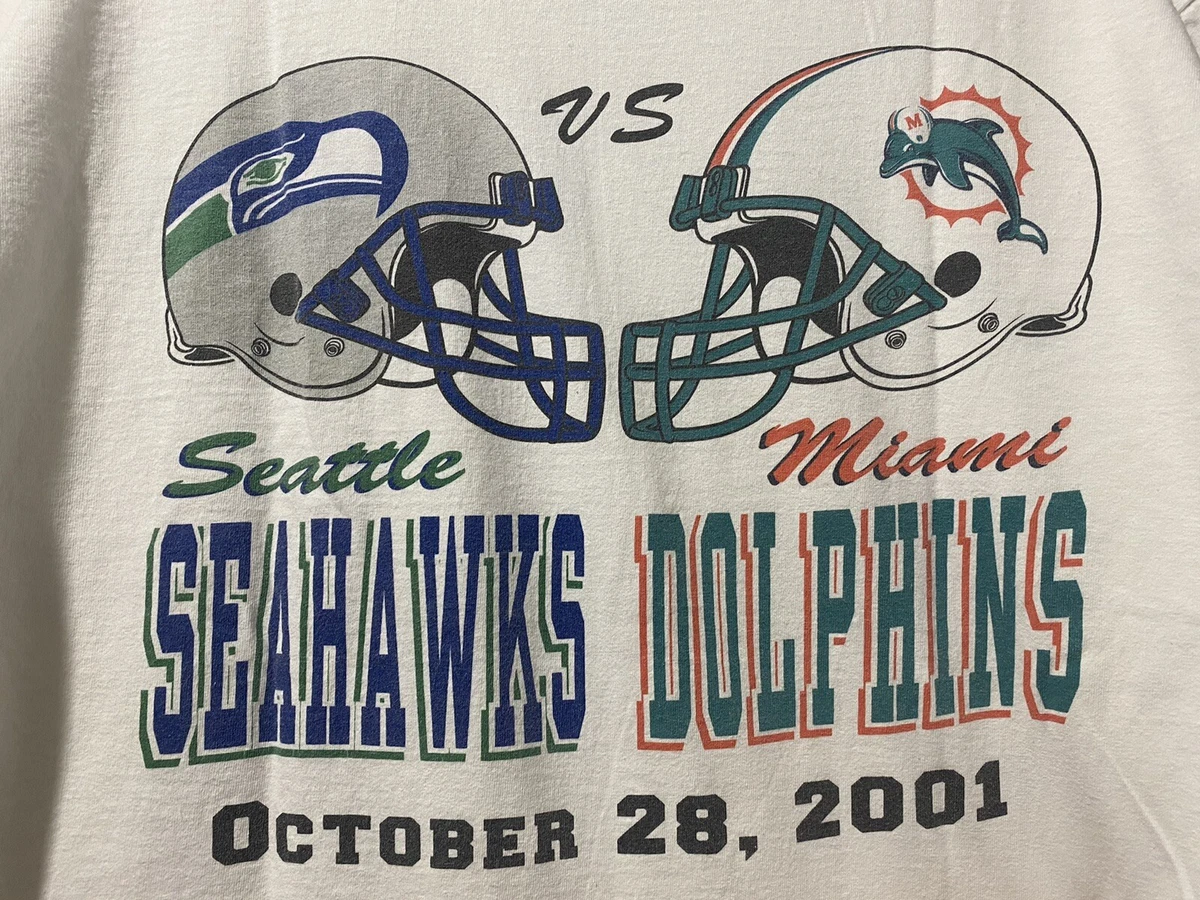 VS
M
Seattle
SEAHAWKS
Miami
DOLPHINS
OCTOBER 28, 2001